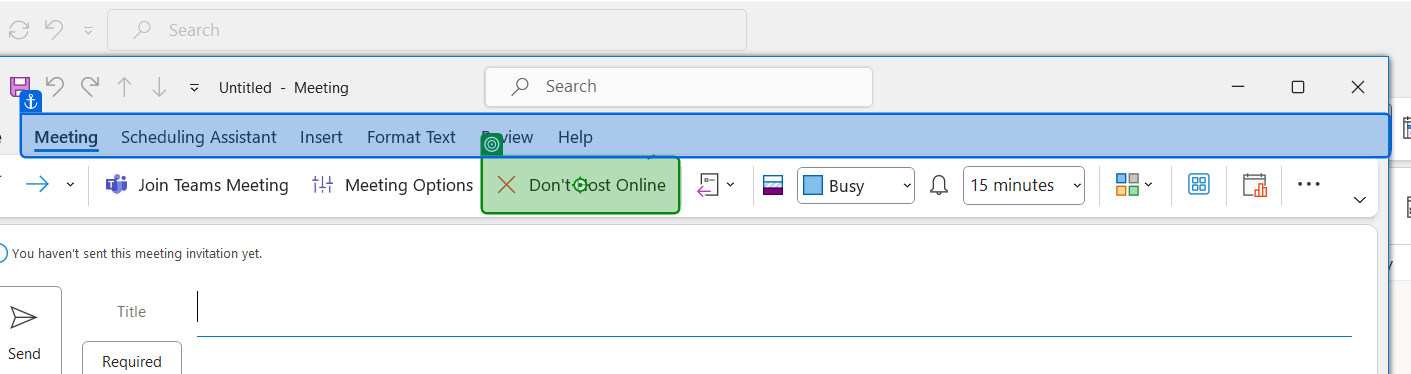 Search
Untitled - Meeting
Search
Meeting Scheduling Assistant Insert Format Text Review Help
Join Teams Meeting Meeting Options Don't Host Online Busy 15 minutes
You haven't sent this meeting invitation yet.
Title
Send
Required